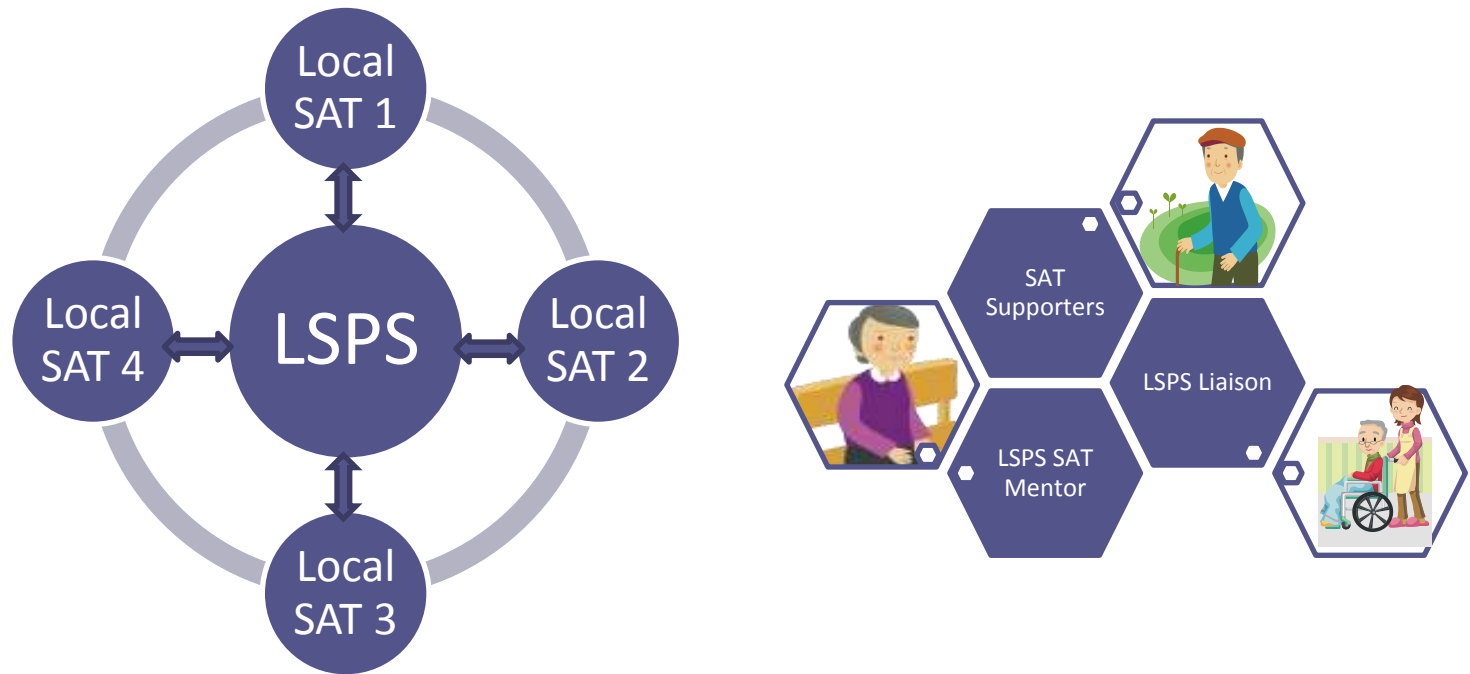 Local
SAT 1
Local
SAT 4
LSPS
Local
SAT 2
Local
SAT 3
SAT
Supporters
LSPS Liaison
LSPS SAT
Mentor